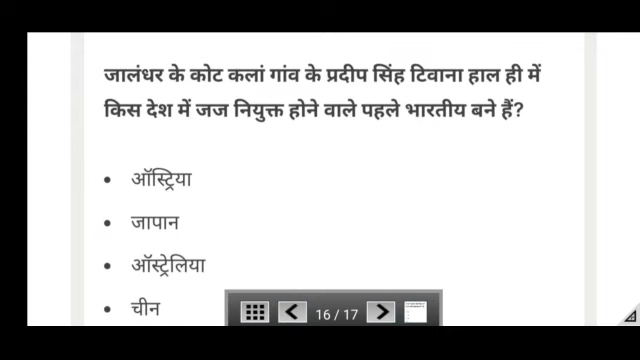 जालंधर के कोट कलां गांव के प्रदीप सिंह टिवाना हाल ही में
किस देश में जज नियुक्त होने वाले पहले भारतीय बने हैं?
• ऑस्ट्रिया
• जापान
• ऑस्ट्रेलिया
• चीन
16 / 17